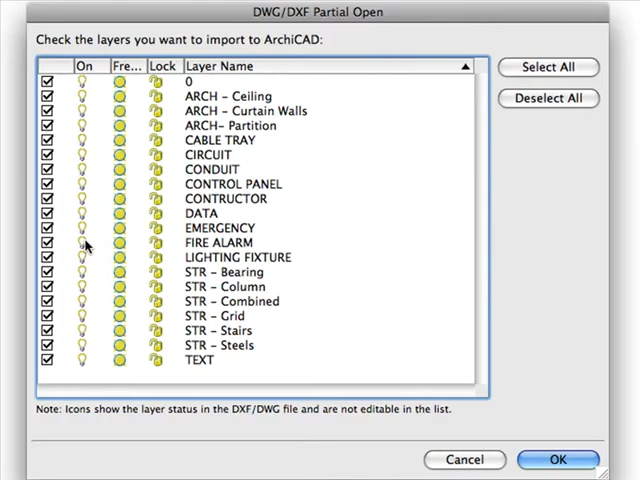 DWG/DXF Partial Open
Check the layers you want to import to ArchiCAD:
On Fre... Lock Layer Name
Select All
0
ARCH - Ceiling
Deselect All
ARCH - Curtain Walls
ARCH- Partition
CABLE TRAY
CIRCUIT
CONDUIT
CONTROL PANEL
CONTRUCTOR
DATA
EMERGENCY
FIRE ALARM
LIGHTING FIXTURE
STR - Bearing
STR - Column
STR - Combined
STR - Grid
STR - Stairs
STR - Steels
TEXT
Note: Icons show the layer status in the DXF/DWG file and are not editable in the list.
Cancel OK